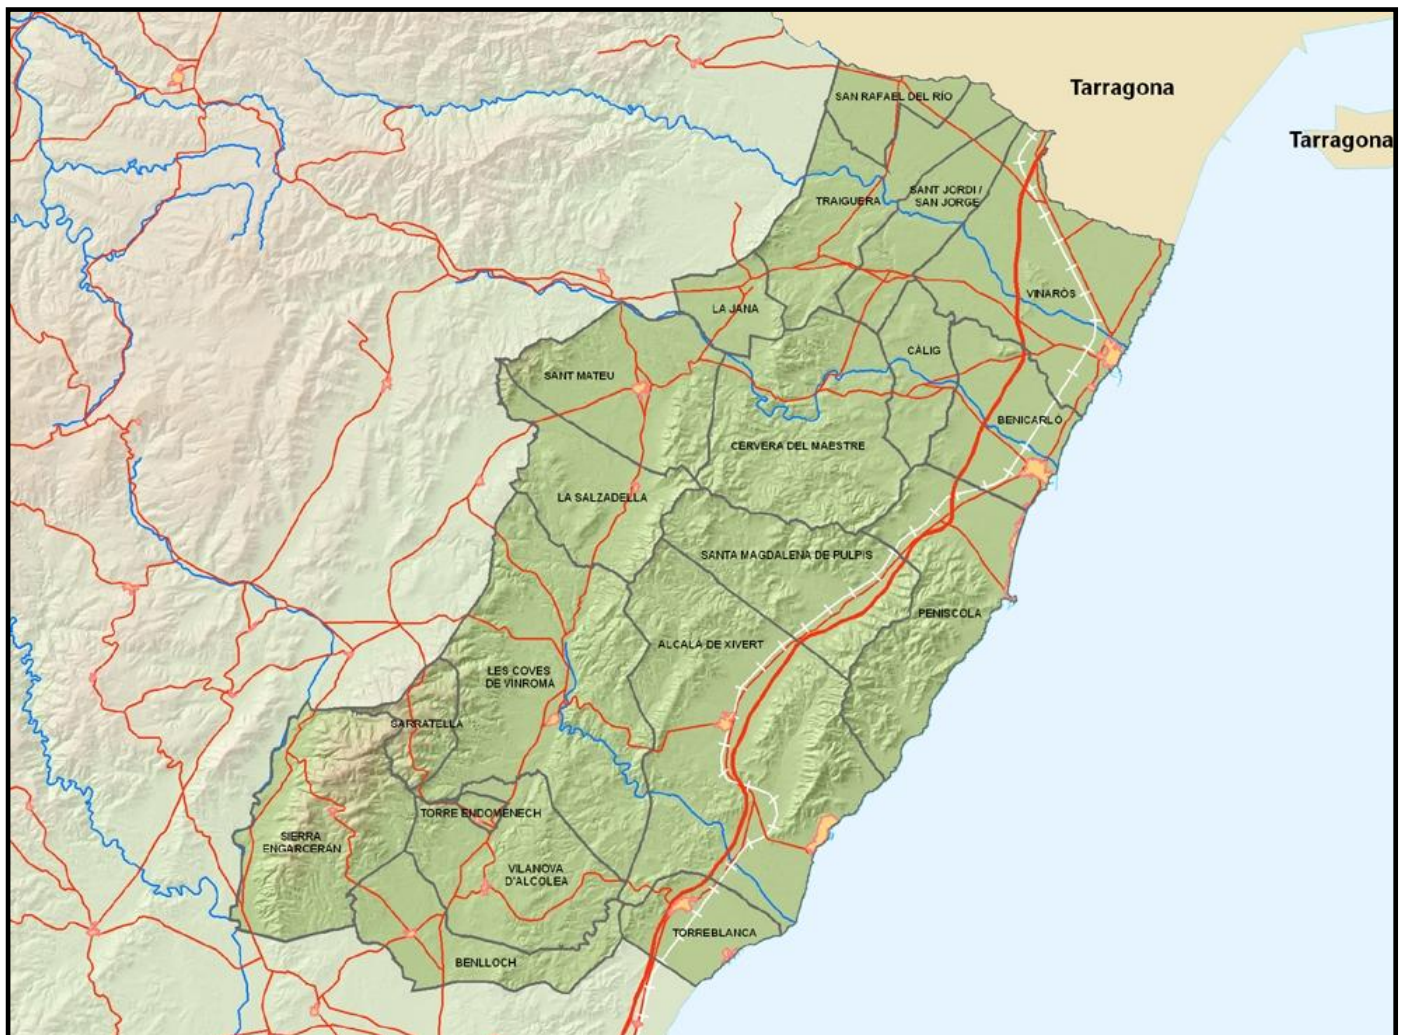 Tarragona
SAN RAFAEL DEL RÍO
Tarragona
SANT JORDI /
SAN JORGE
TRAIGUERA
VINARÒS
LA JANA
CÀLIG
SANT MATEU
BENICARLÓ
CERVERA DEL MAESTRE
LA SALZADELLA
SANTA MAGDALENA DE PULPIS
PENISCOLA
ALCALÀ DE XIVERT
LES COVES
DE VINROMA
SARRATELLA
TORRE ENDOMENECH
SIERRA
ENGARCERÁN
VILANOVA
D'ALCOLEA
TORREBLANCA
BENLLOCH